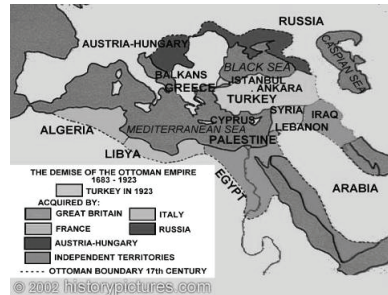 RUSSIA
AUSTRIA-HUNGARY
CASPIAN SEA
BLACK SEA
BALKANS
ISTANBUL
GREECE
ANKARA
TURKEY
SYRIA
IRAQ
CYPRUS
LEBANON
ALGERIA
MEDITERRANEAN SEA
PALESTINE
LIBYA
EGYPT
ARABIA
THE DEMISE OF THE OTTOMAN EMPIRE
1683 - 1923
TURKEY IN 1923
ACQUIRED BY:
GREAT BRITAIN
ITALY
FRANCE
RUSSIA
AUSTRIA-HUNGARY
INDEPENDENT TERRITORIES
OTTOMAN BOUNDARY 17th CENTURY
© 2002 historypictures.com